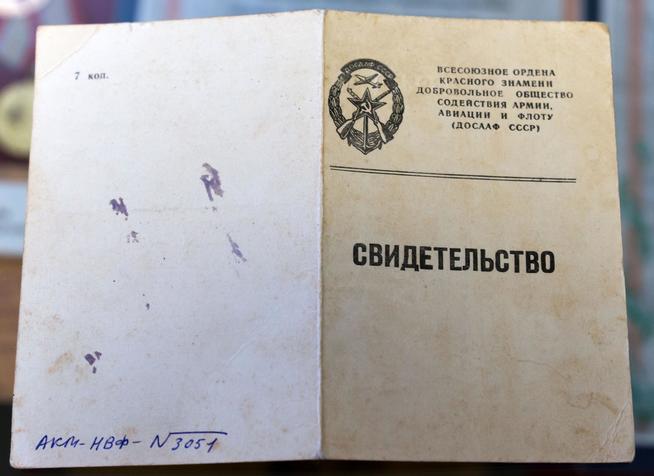 7 коп.
АКМ-НВФ-№3051
ДОСААФ СССР
ВСЕСОЮЗНОЕ ОРДЕНА
КРАСНОГО ЗНАМЕНИ
ДОБРОВОЛЬНОЕ ОБЩЕСТВО
СОДЕЙСТВИЯ АРМИИ,
АВИАЦИИ И ФЛОТУ
(ДОСААФ СССР)
СВИДЕТЕЛЬСТВО